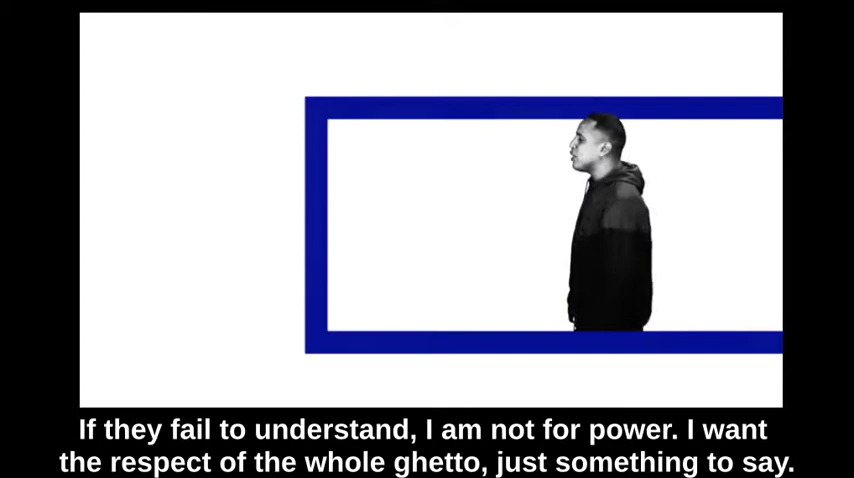 If they fail to understand, I am not for power. I want
the respect of the whole ghetto, just something to say.